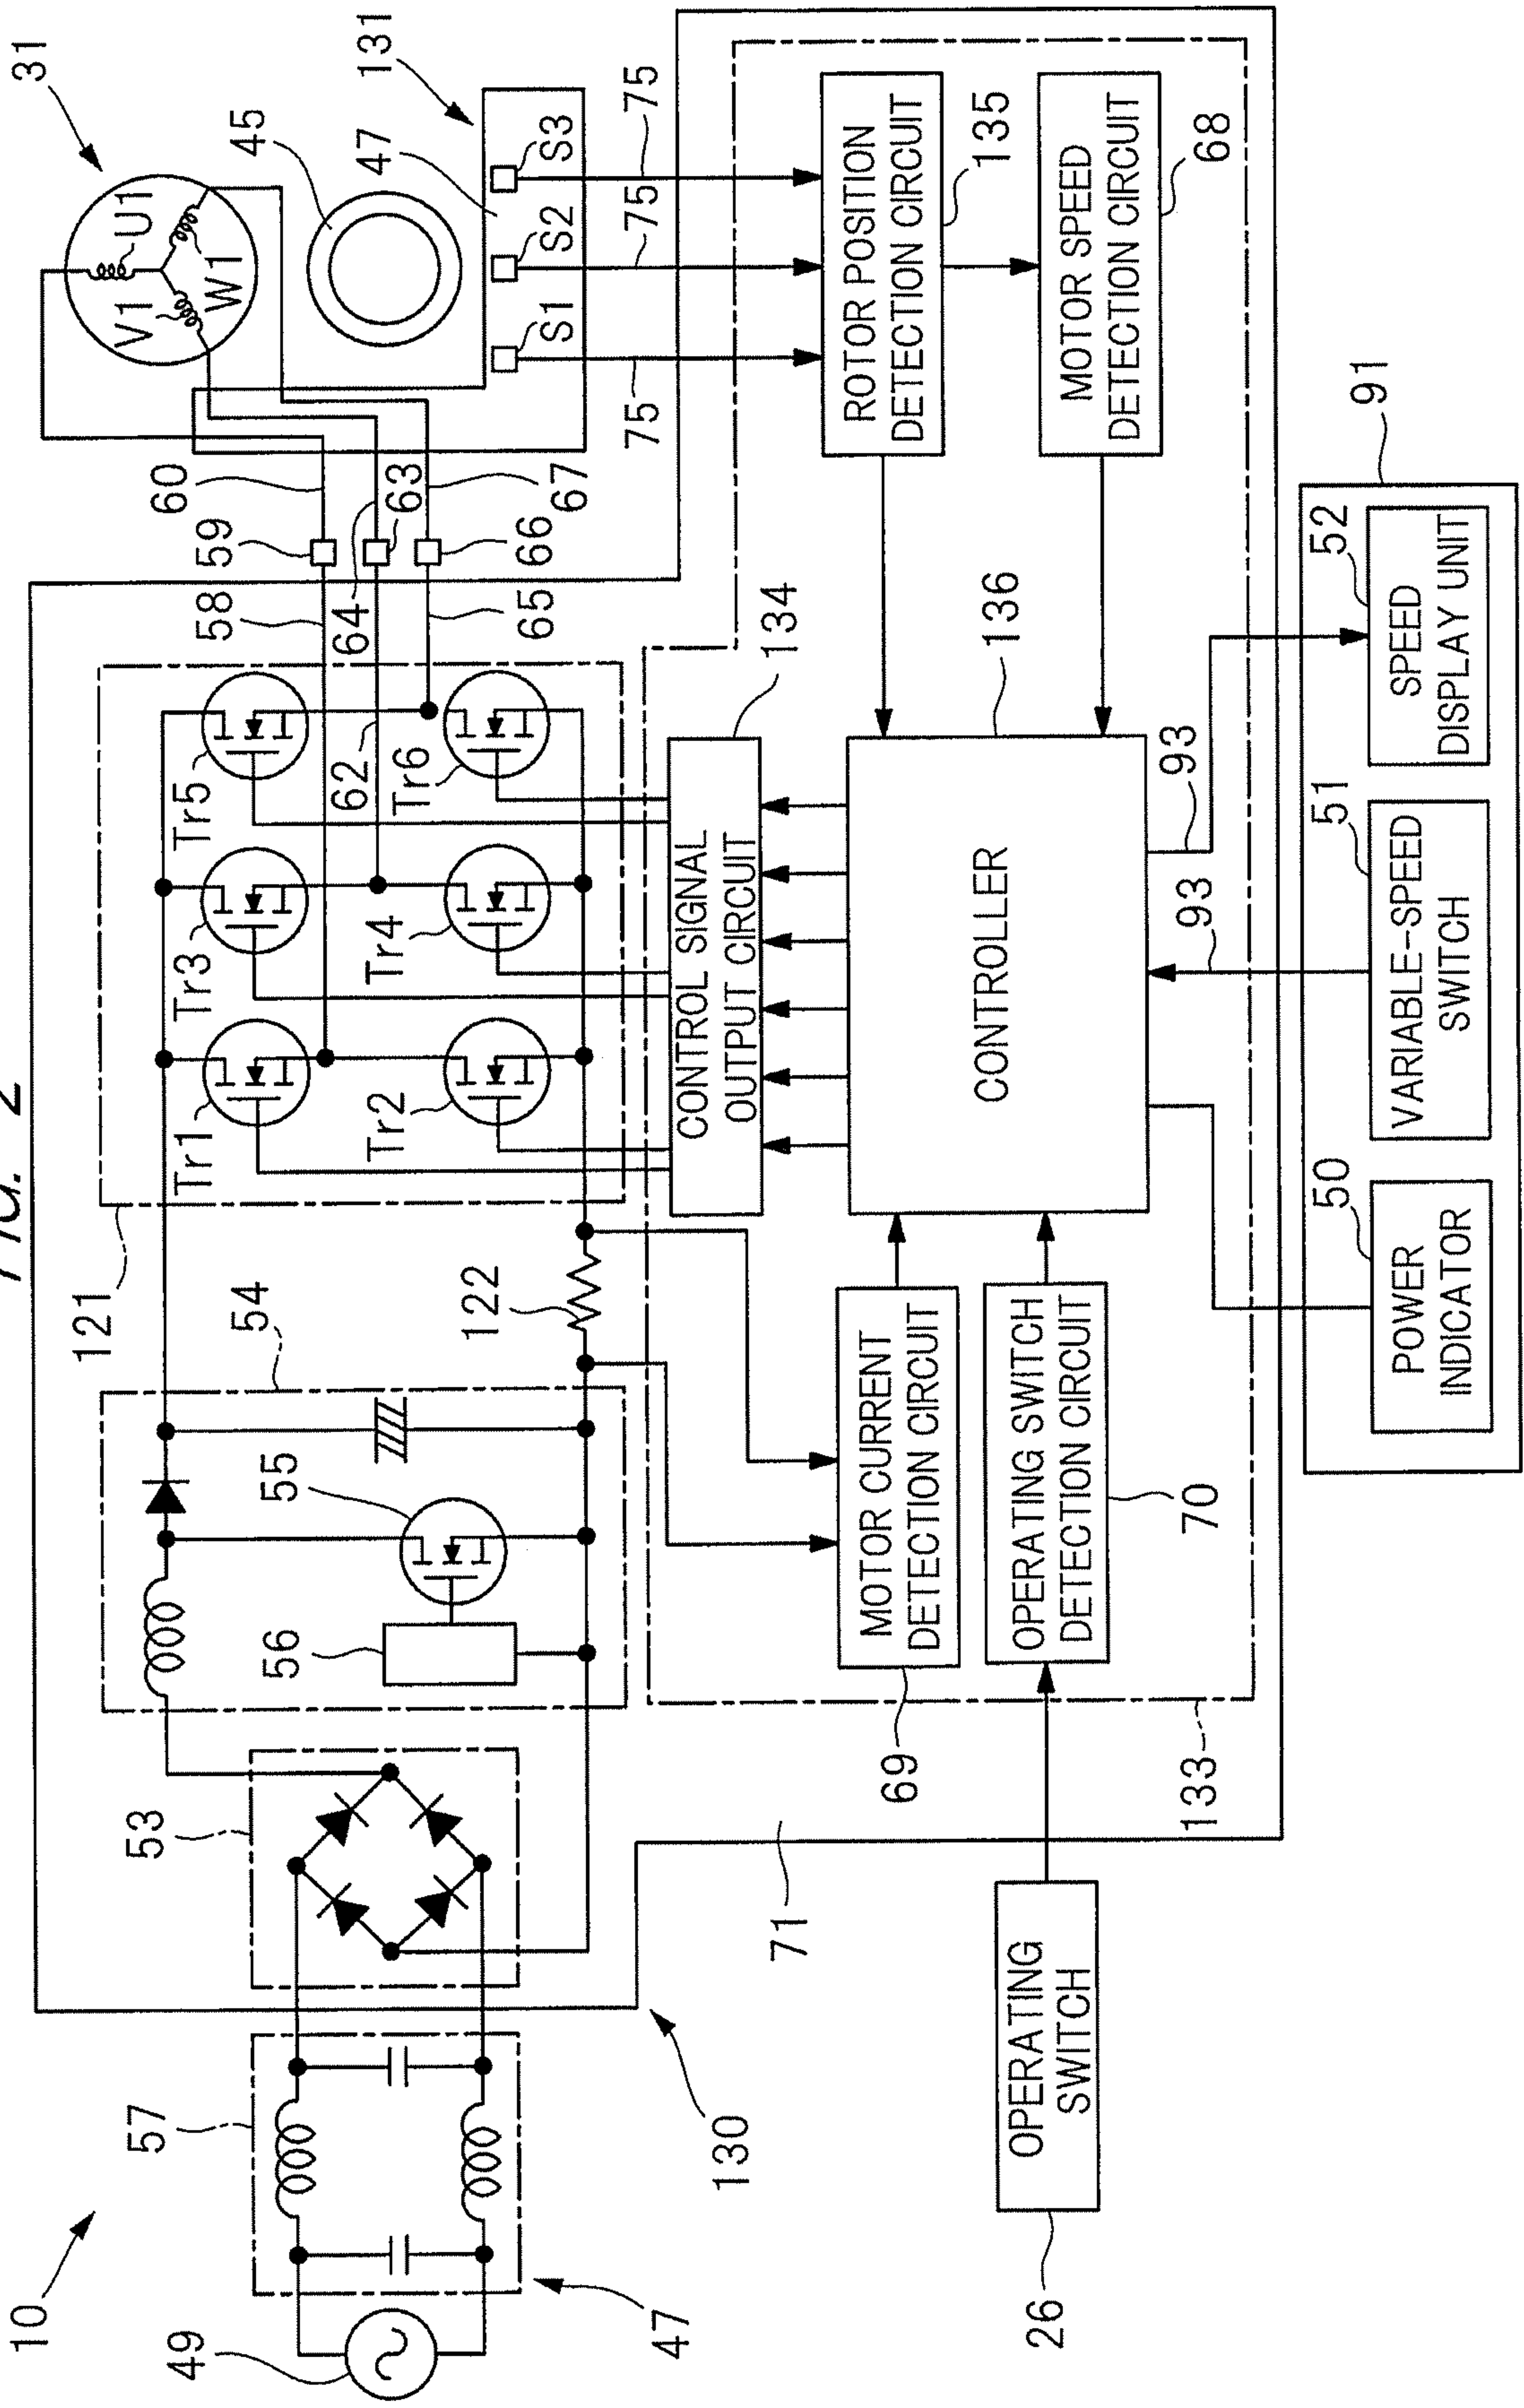 FIG. 2
10
49
57
47
53
130
54
55
56
121
122
Tr1
Tr3
Tr5
Tr2
Tr4
Tr6
58
59
60
62
63
64
65
66
67
31
U1
V1
W1
45
47
131
S1
S2
S3
75
75
75
71
133
134
CONTROL SIGNAL
OUTPUT CIRCUIT
ROTOR POSITION
DETECTION CIRCUIT
135
MOTOR SPEED
DETECTION CIRCUIT
68
MOTOR CURRENT
DETECTION CIRCUIT
69
OPERATING SWITCH
DETECTION CIRCUIT
70
CONTROLLER
136
93
93
OPERATING
SWITCH
26
POWER
INDICATOR
50
VARIABLE-SPEED
SWITCH
51
SPEED
DISPLAY UNIT
52
91